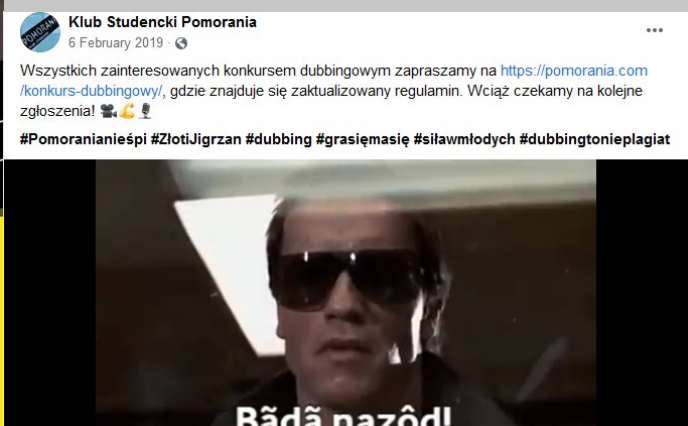 Klub Studencki Pomorania
6 February 2019 ·
Wszystkich zainteresowanych konkursem dubbingowym zapraszamy na https://pomorania.com
/konkurs-dubbingowy/, gdzie znajduje się zaktualizowany regulamin. Wciąż czekamy na kolejne
zgłoszenia! 🎥💪🎙️
#Pomoranianieśpi #ZłotiJigrzan #dubbing #grasięmasię #siławmłodych #dubbingtonieplagiat
Bãdã nazôd!